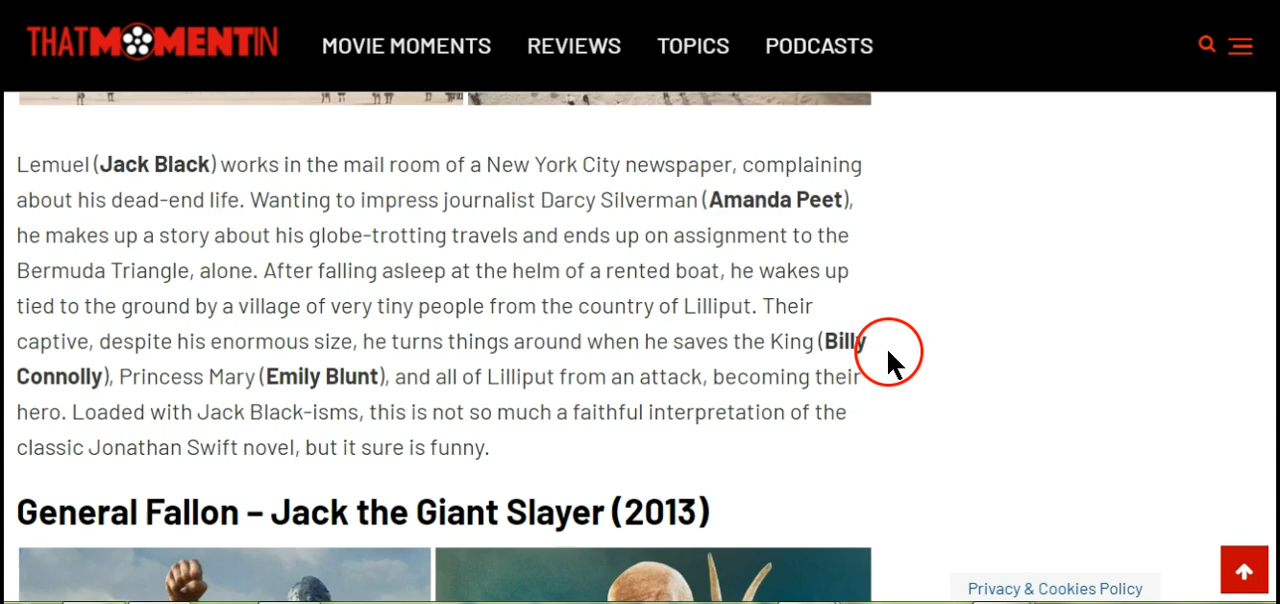 THATMOMENTIN MOVIE MOMENTS REVIEWS TOPICS PODCASTS
Lemuel (Jack Black) works in the mail room of a New York City newspaper, complaining
about his dead-end life. Wanting to impress journalist Darcy Silverman (Amanda Peet),
he makes up a story about his globe-trotting travels and ends up on assignment to the
Bermuda Triangle, alone. After falling asleep at the helm of a rented boat, he wakes up
tied to the ground by a village of very tiny people from the country of Lilliput. Their
captive, despite his enormous size, he turns things around when he saves the King (Billy
Connolly), Princess Mary (Emily Blunt), and all of Lilliput from an attack, becoming their
hero. Loaded with Jack Black-isms, this is not so much a faithful interpretation of the
classic Jonathan Swift novel, but it sure is funny.
General Fallon – Jack the Giant Slayer (2013)
Privacy & Cookies Policy